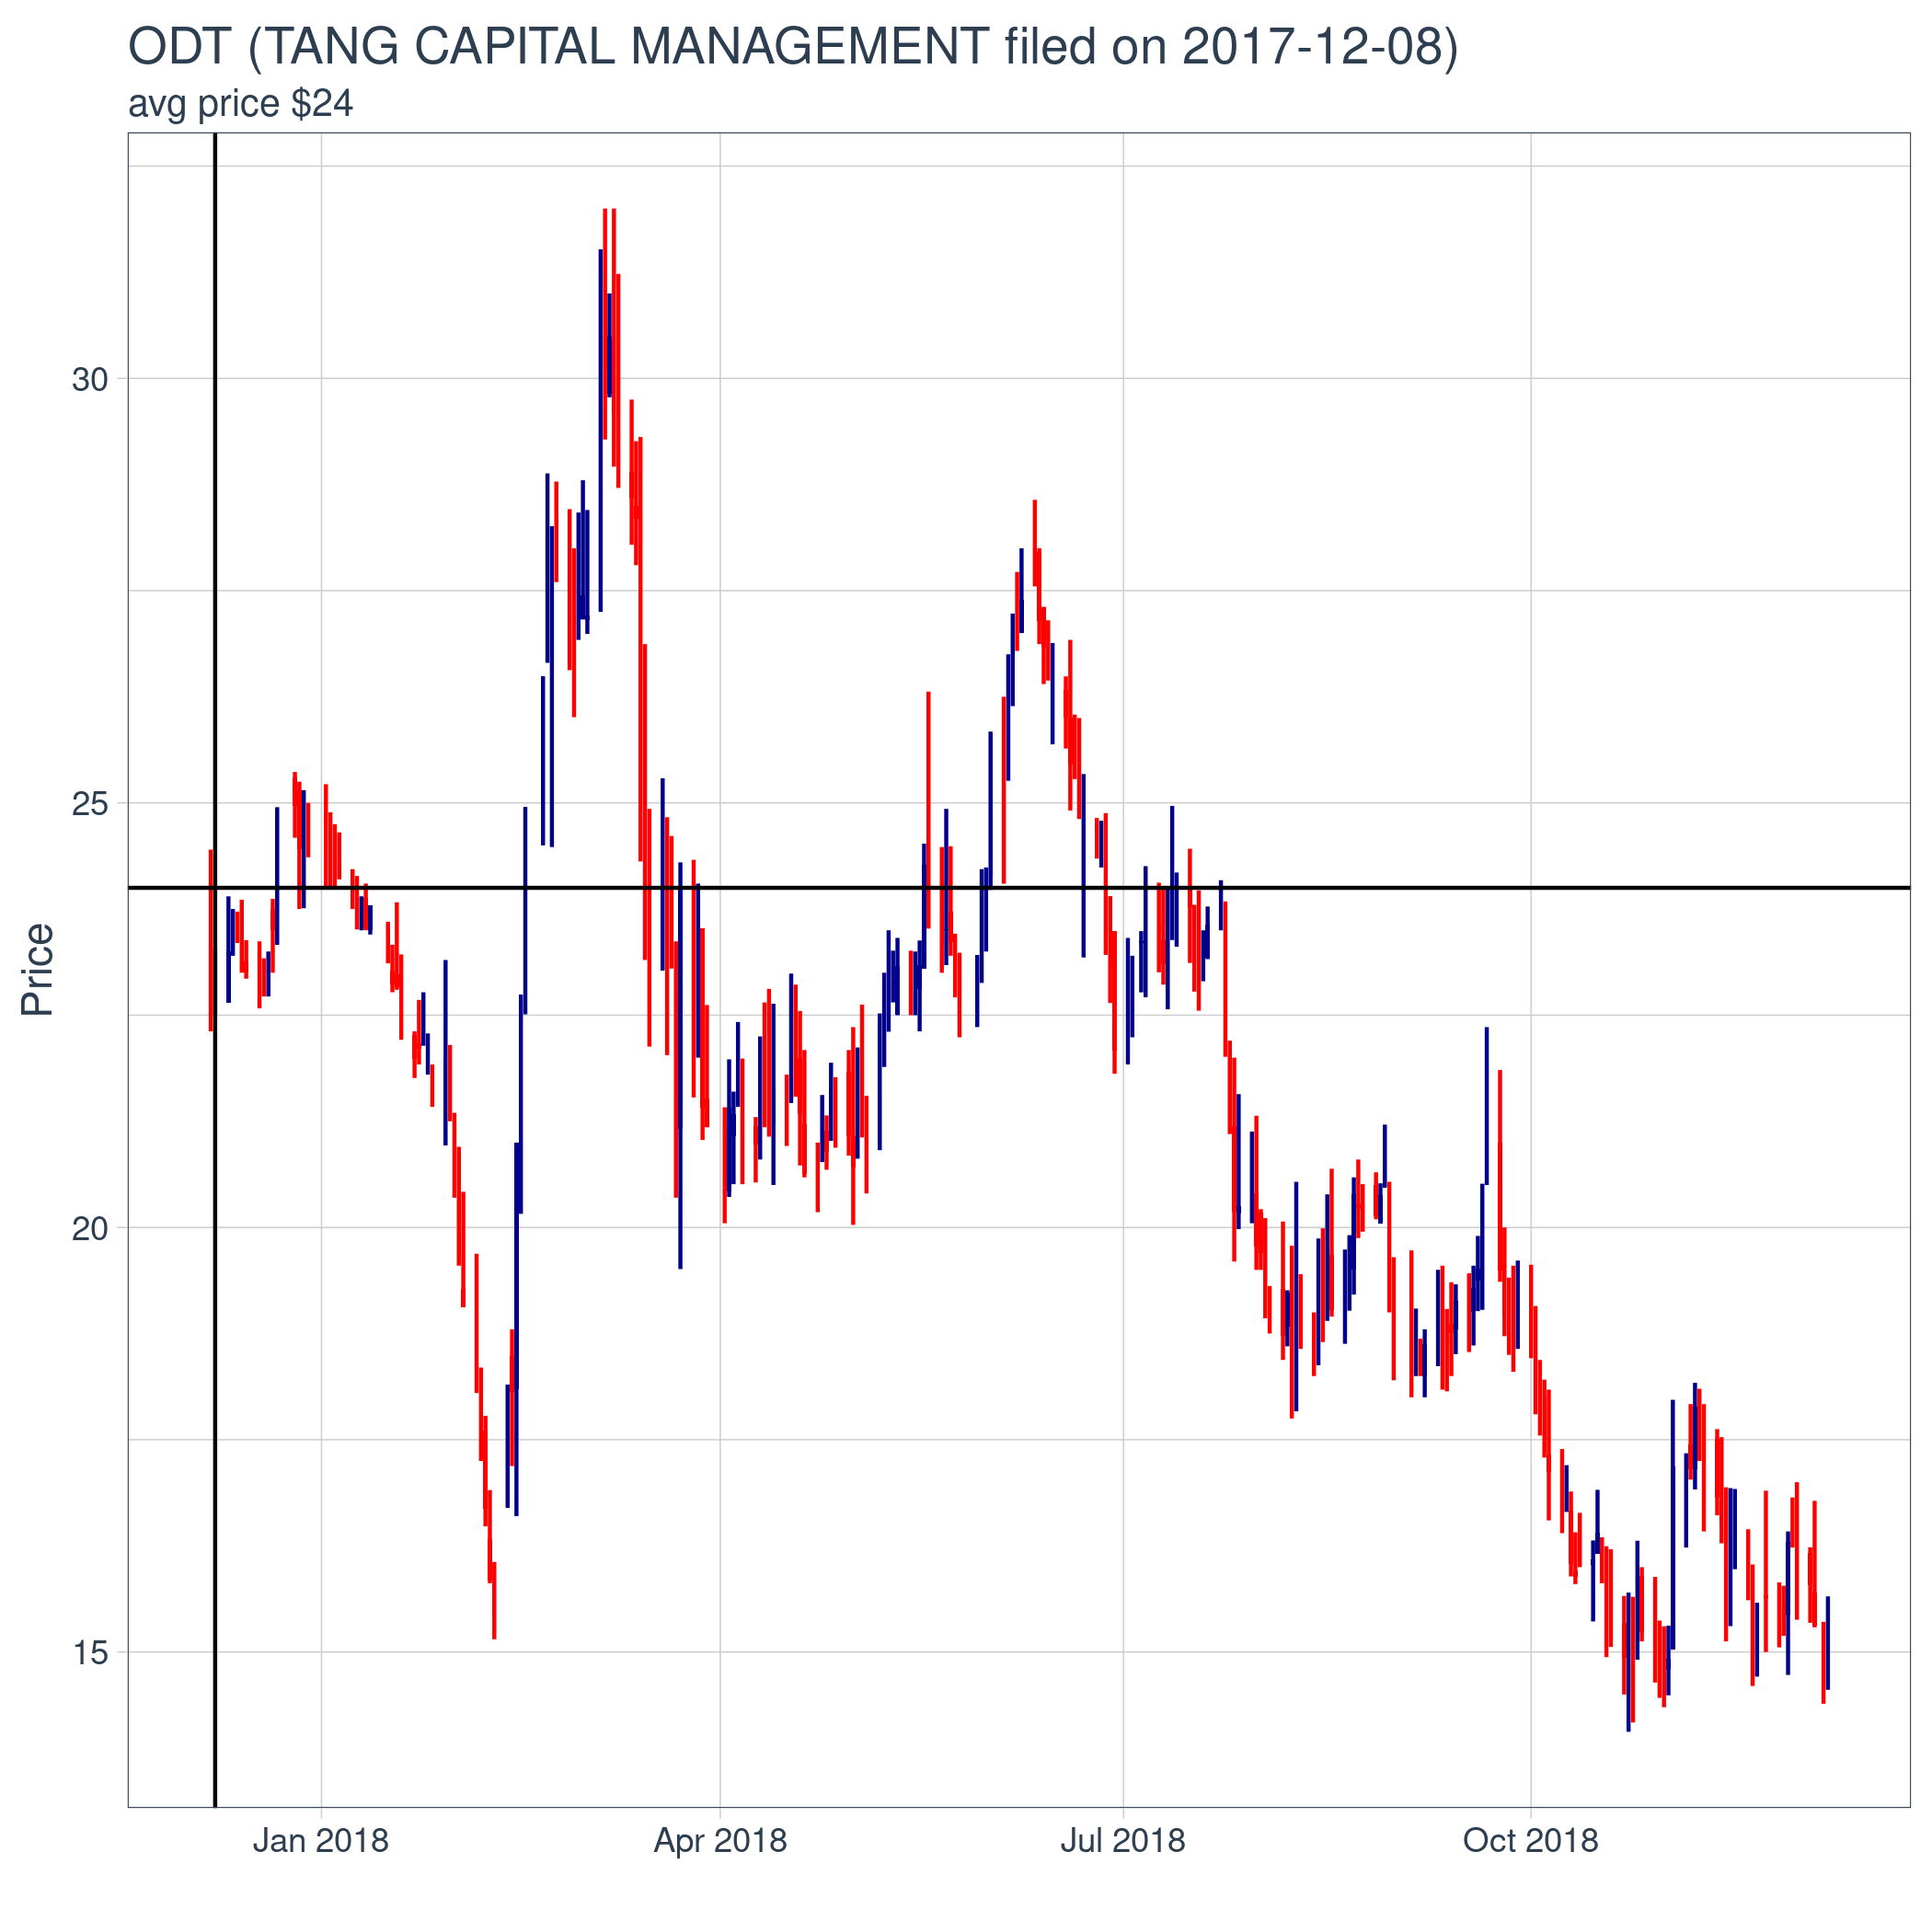 ODT (TANG CAPITAL MANAGEMENT filed on 2017-12-08)
avg price $24
Price
30
25
20
15
Jan 2018
Apr 2018
Jul 2018
Oct 2018